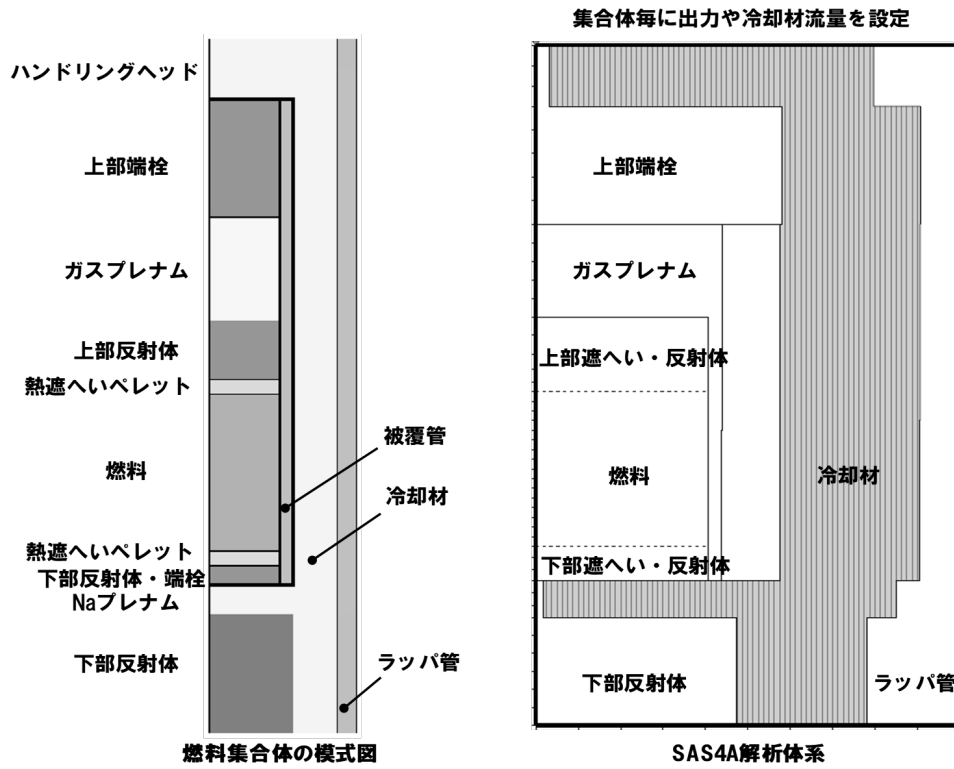 集合体毎に出力や冷却材流量を設定
ハンドリングヘッド
上部端栓
ガスプレナム
上部反射体
熱遮へいペレット
燃料
熱遮へいペレット
下部反射体・端栓
Naプレナム
下部反射体
被覆管
冷却材
ラッパ管
燃料集合体の模式図
上部端栓
ガスプレナム
上部遮へい・反射体
燃料
冷却材
下部遮へい・反射体
下部反射体
ラッパ管
SAS4A解析体系